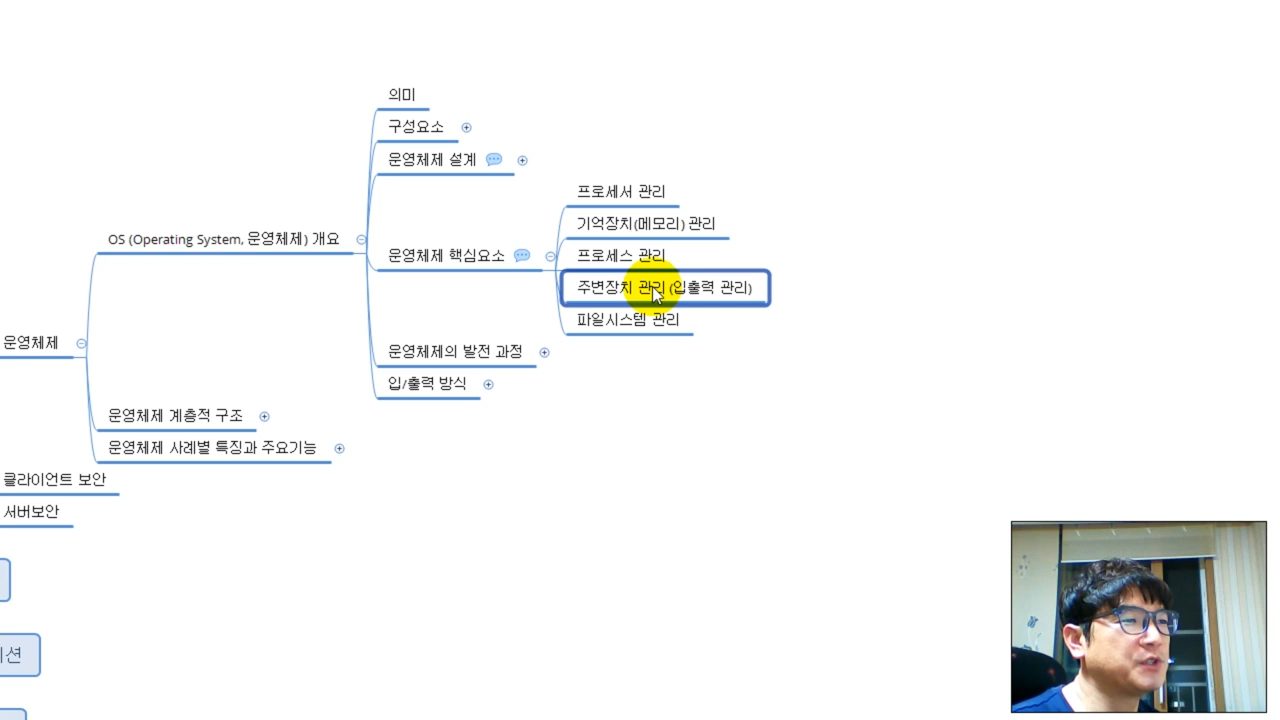 의미
구성요소
운영체제 설계
프로세서 관리
기억장치(메모리) 관리
OS (Operating System, 운영체제) 개요
운영체제 핵심요소
프로세스 관리
주변장치 관리 (입출력 관리)
파일시스템 관리
운영체제
운영체제의 발전 과정
입/출력 방식
운영체제 계층적 구조
운영체제 사례별 특징과 주요기능
클라이언트 보안
서버보안